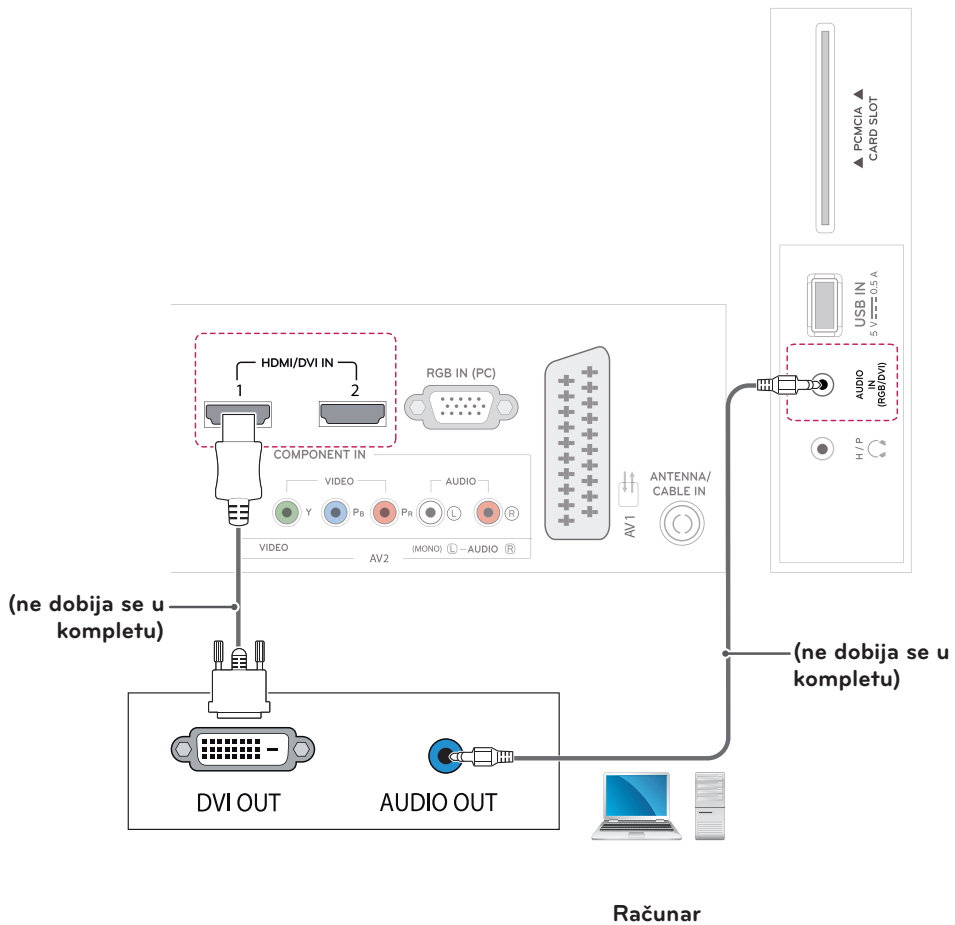 ◀ PCMCIA ▶
CARD SLOT
USB IN
5 V 0.5 A
AUDIO
IN
(RGB/DVI)
H / P
HDMI/DVI IN
1
2
RGB IN (PC)
COMPONENT IN
VIDEO
AUDIO
Y
PB
PR
L
R
VIDEO
AV2
(MONO) L – AUDIO R
AV1
ANTENNA/
CABLE IN
(ne dobija se u
kompletu)
(ne dobija se u
kompletu)
DVI OUT
AUDIO OUT
Računar